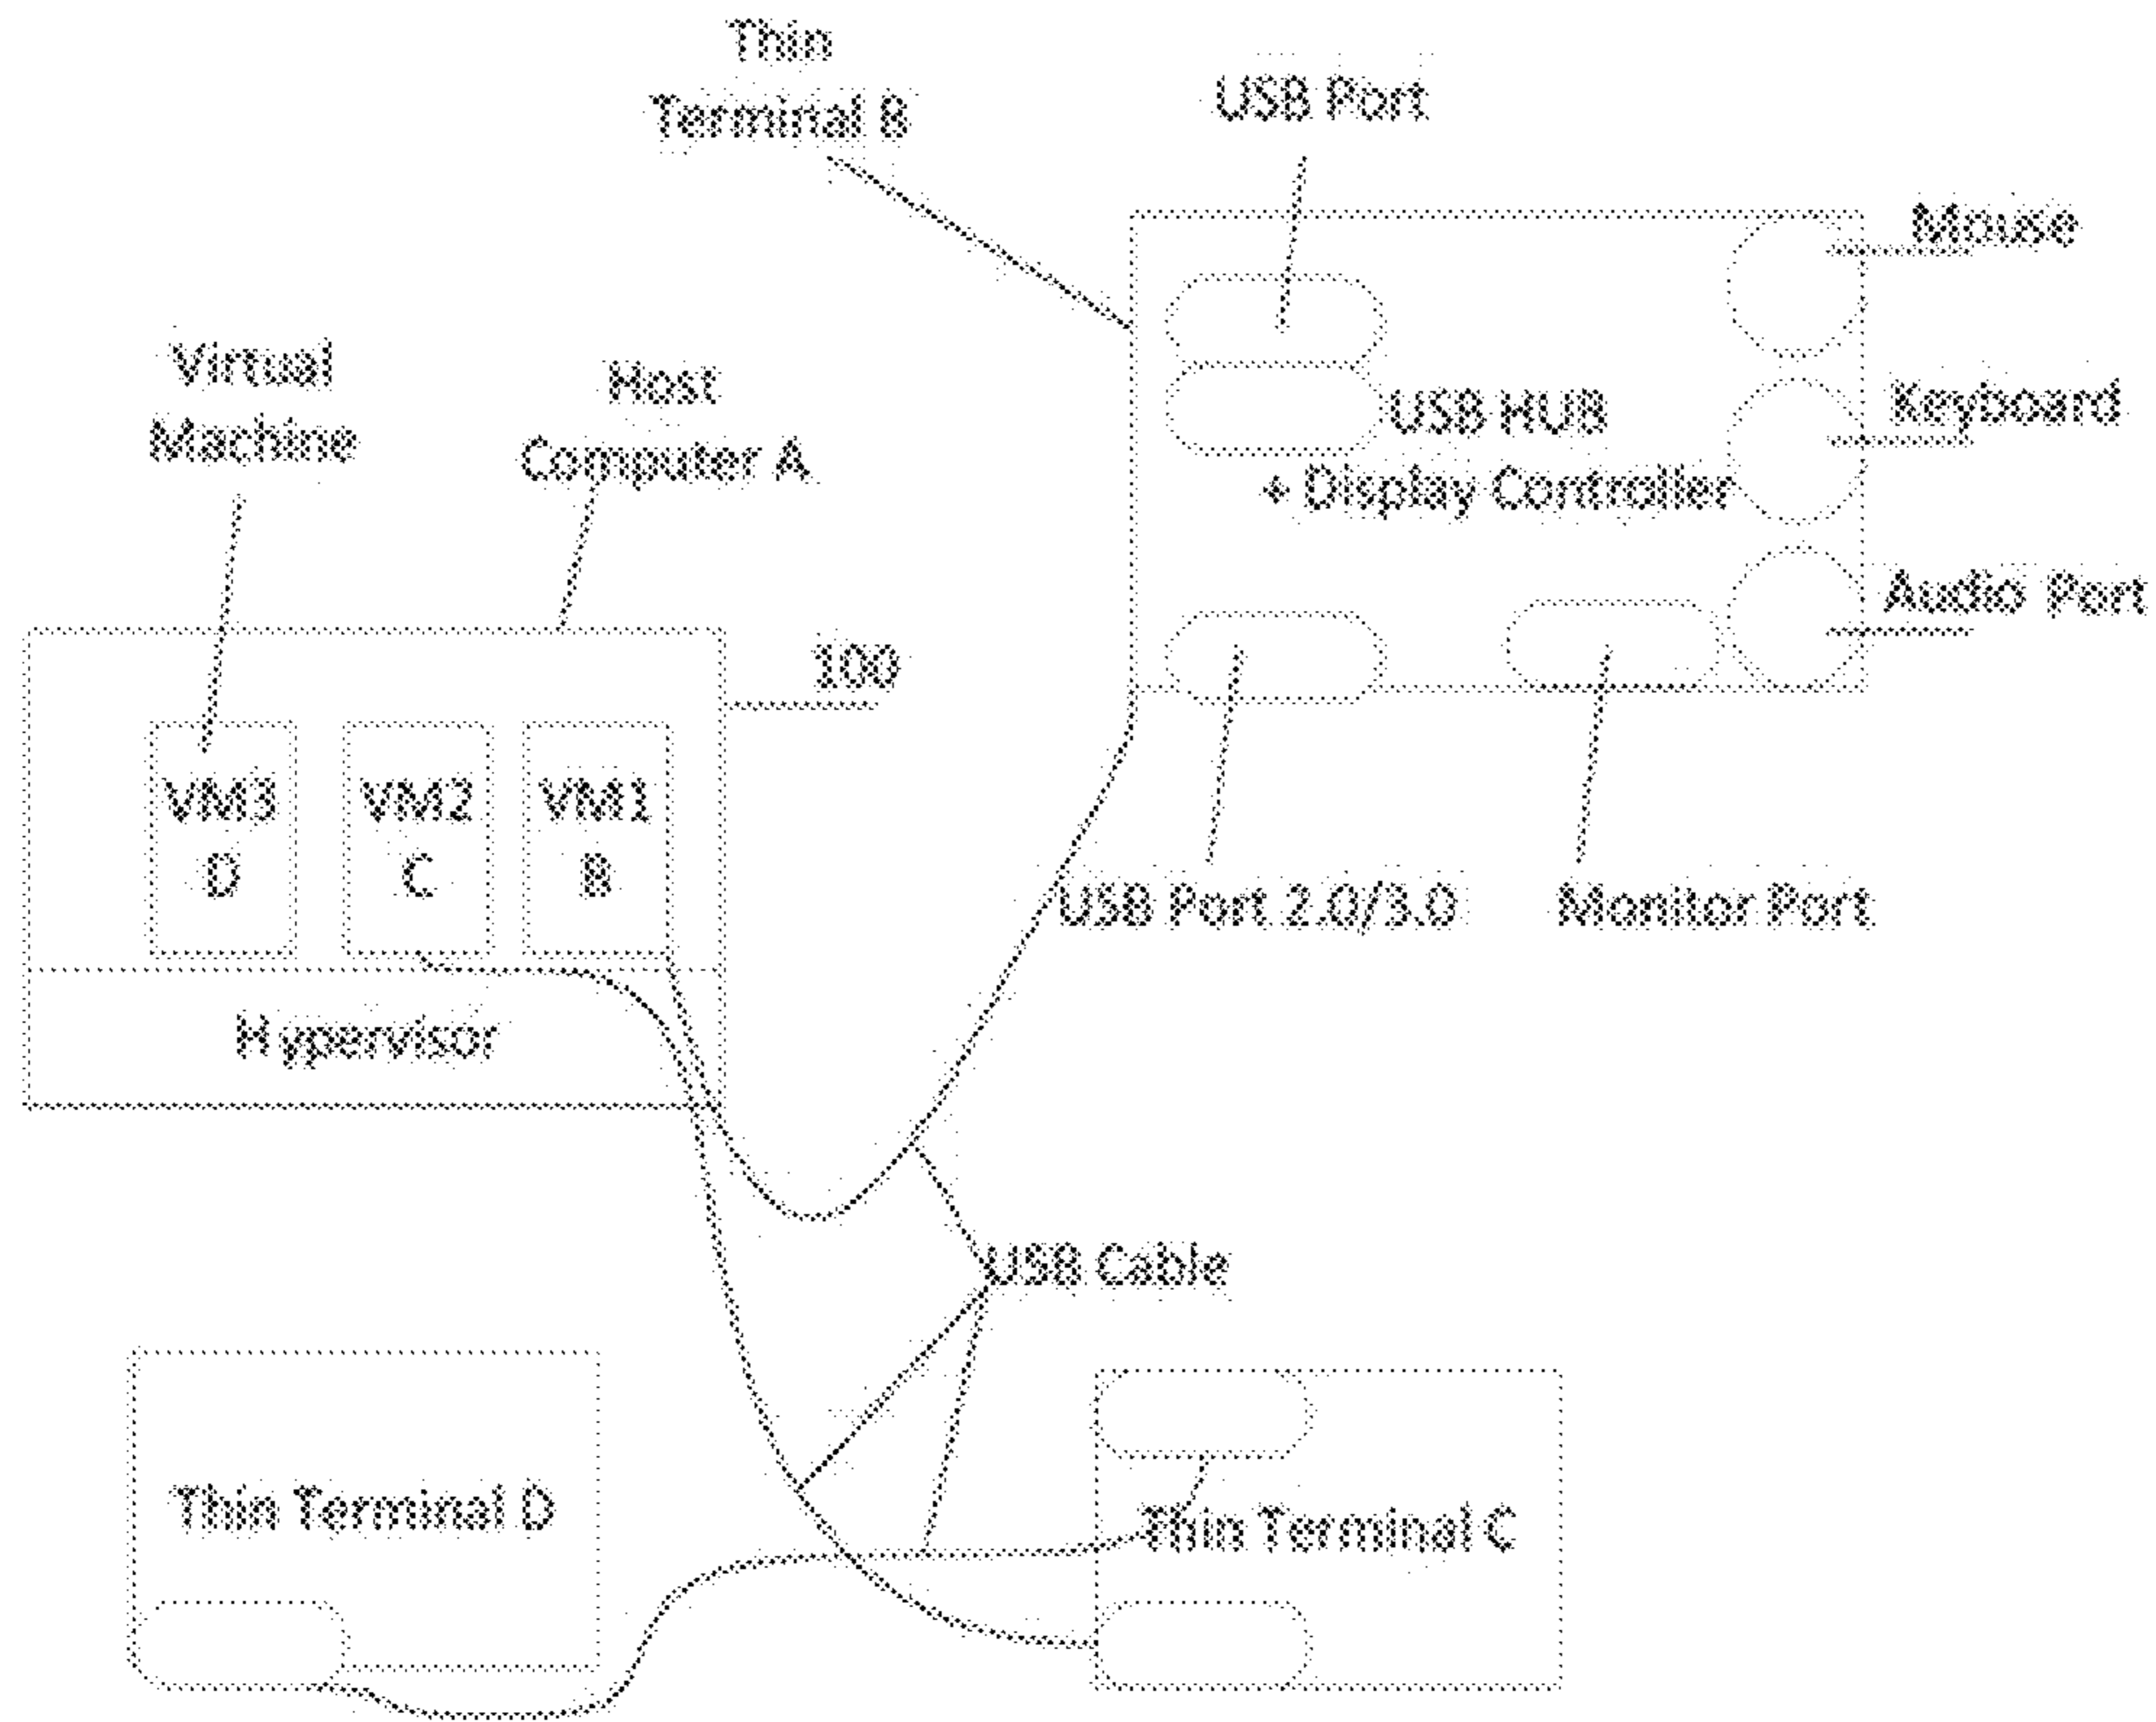 Thin
Terminal B
USB Port
Mouse
Virtual
Machine
Host
Computer A
USB HUB
+ Display Controller
Keyboard
Audio Port
100
VM3
D
VM2
C
VM1
B
USB Port 2.0/3.0
Monitor Port
Hypervisor
USB Cable
Thin Terminal D
Thin Terminal C